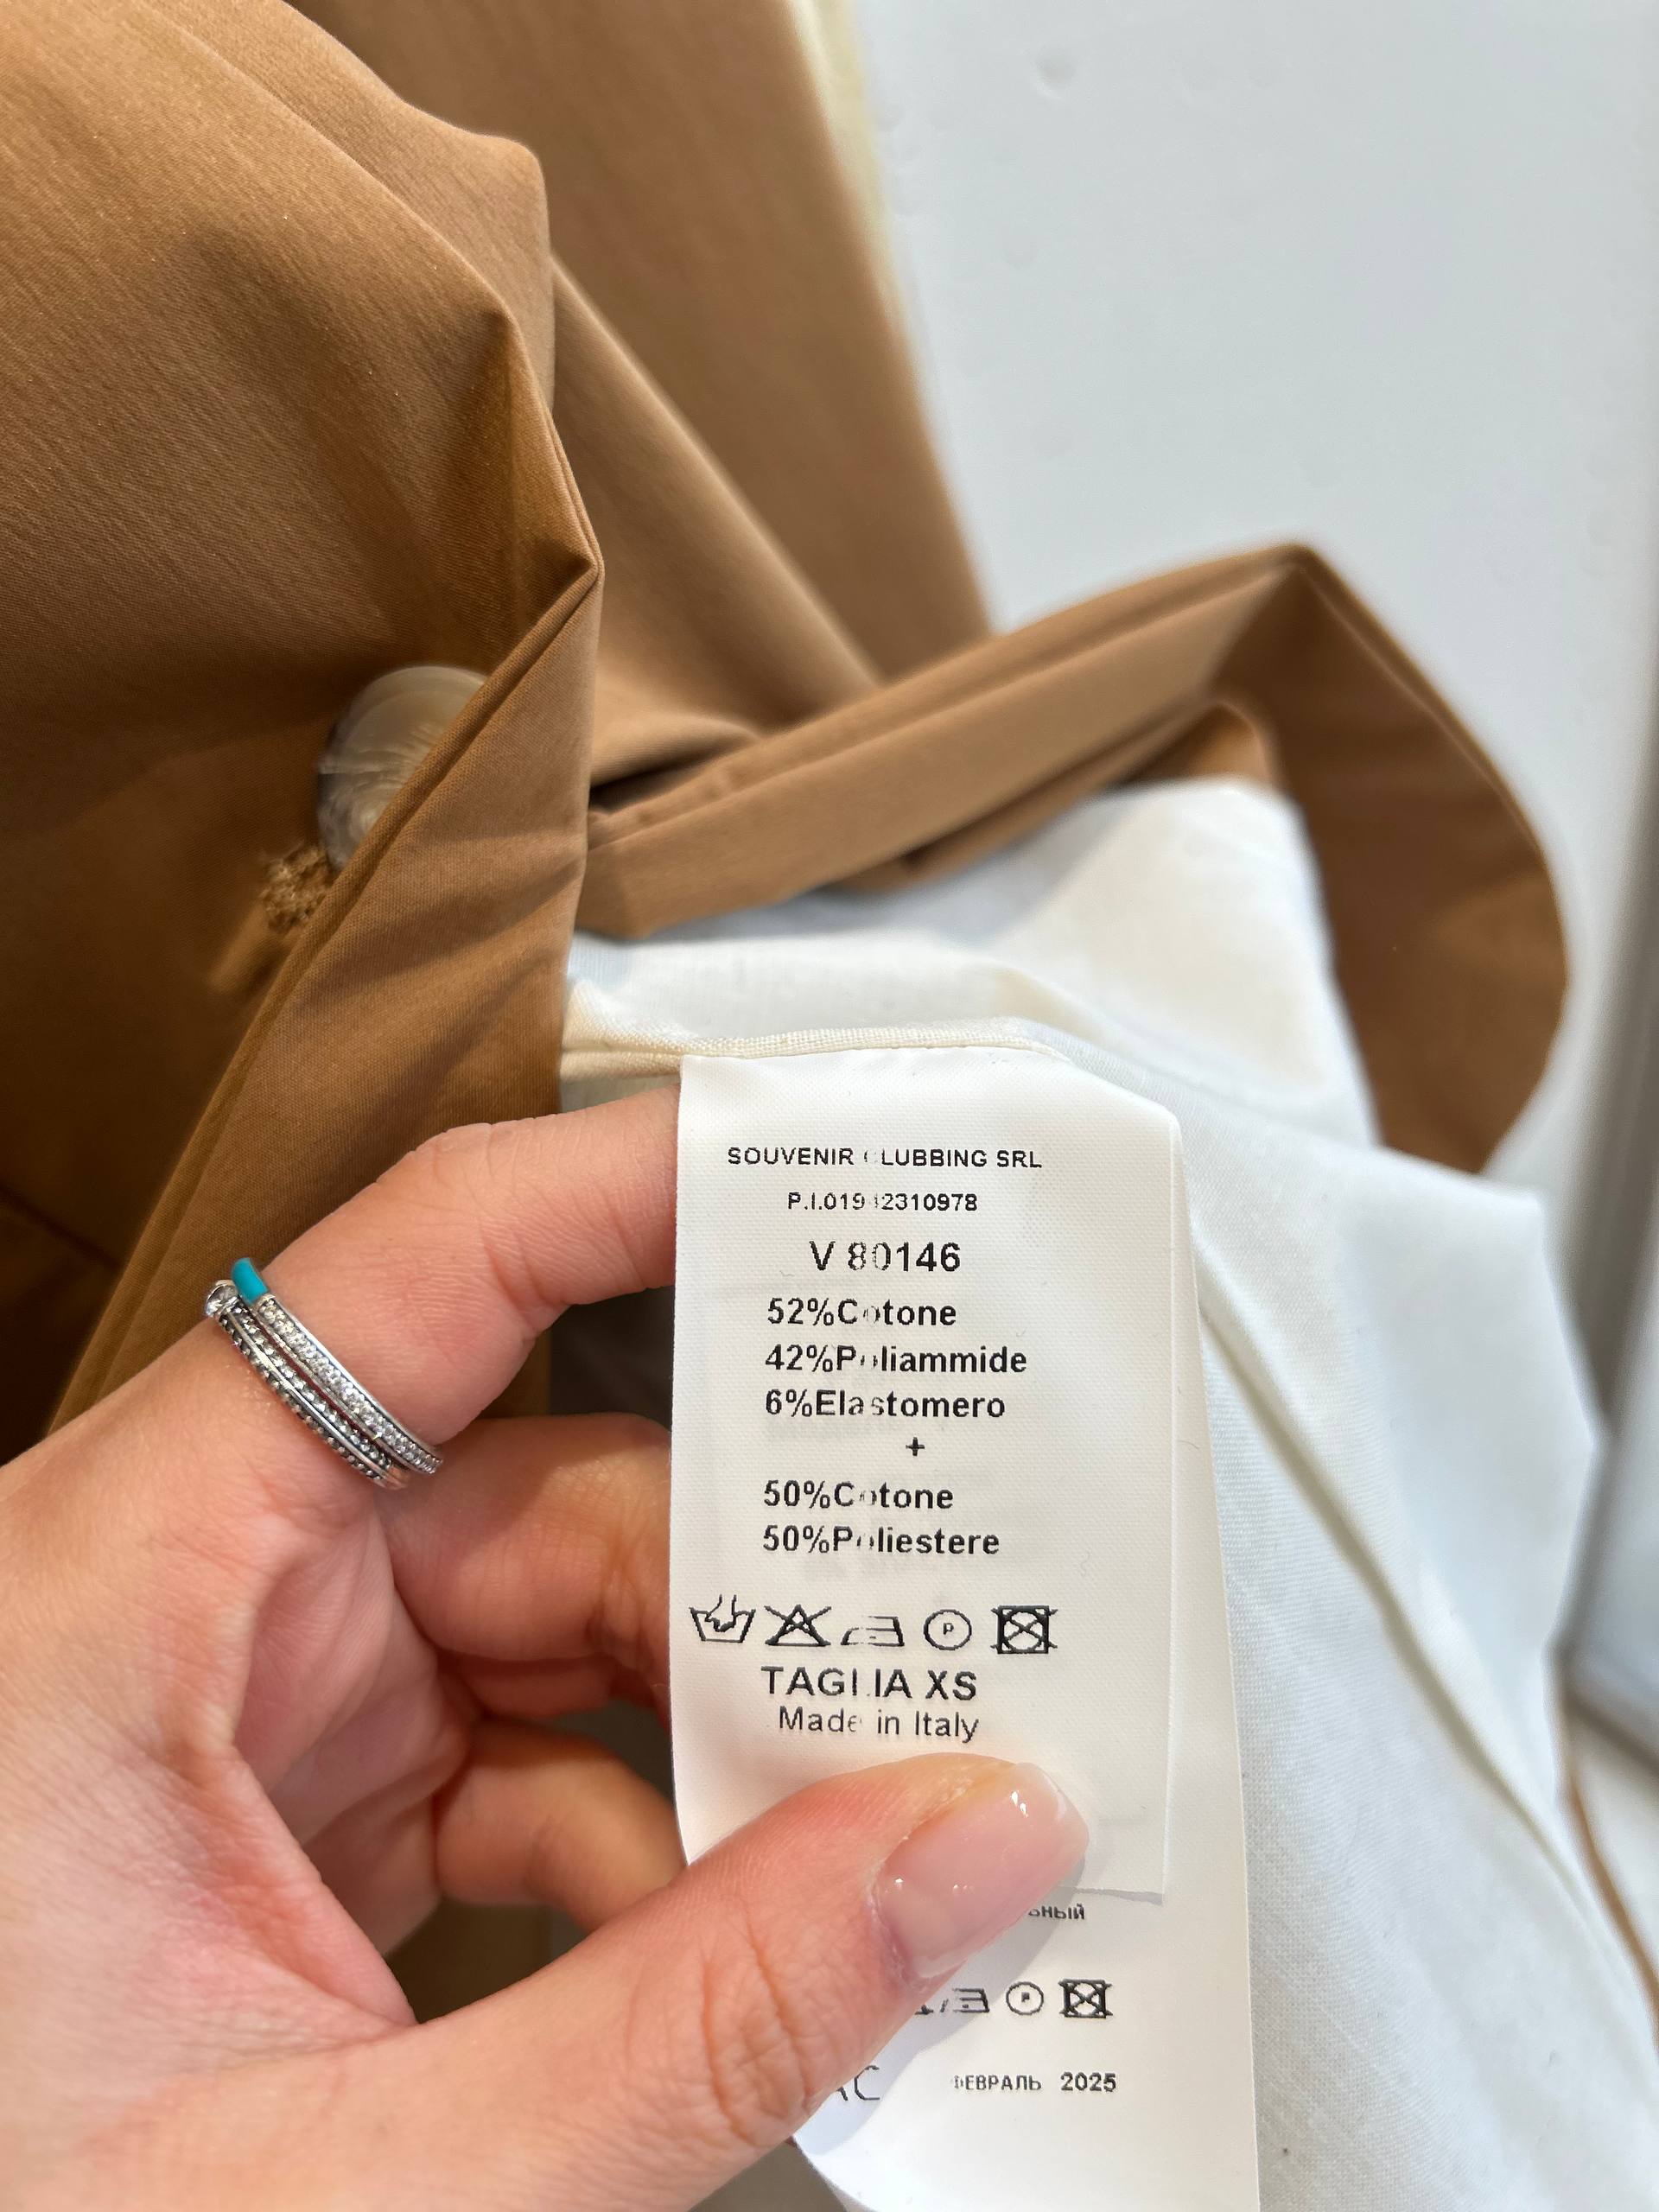 SOUVENIR CLUBBING SRL
V 80146
52%Cotone
42%Poliammide
6%Elastomero
+
50%Cotone
50%Poliestere
P
TAGLIA XS
Made in Italy
P
ФЕВРАЛЬ 2025